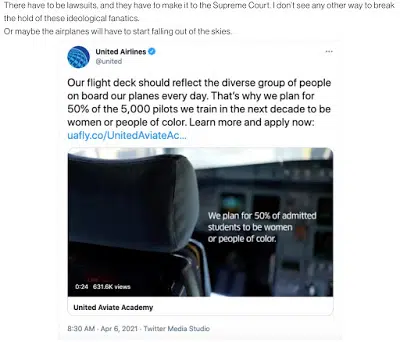 There have to be lawsuits, and they have to make it to the Supreme Court. I don't see any other way to break
the hold of these ideological fanatics.
Or maybe the airplanes will have to start falling out of the skies.
United Airlines
@united
Our flight deck should reflect the diverse group of people
on board our planes every day. That's why we plan for
50% of the 5,000 pilots we train in the next decade to be
women or people of color. Learn more and apply now:
uafly.co/UnitedAviateAc...
We plan for 50% of admitted
students to be women
or people of color.
0:24 631.6K views
United Aviate Academy
8:30 AM · Apr 6, 2021 · Twitter Media Studio